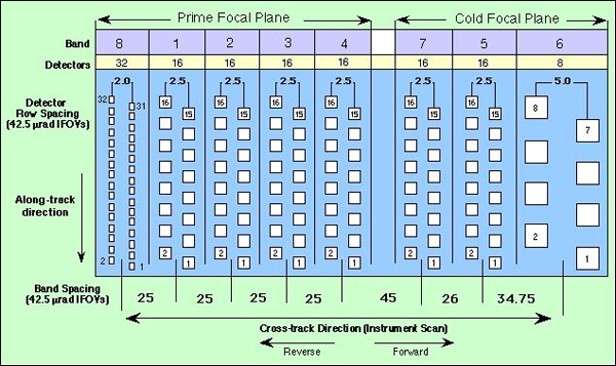 Prime Focal Plane Cold Focal Plane
Band 8 1 2 3 4 7 5 6
Detectors 32 16 16 16 16 16 16 8
2.0 2.5 2.5 2.5 2.5 2.5 2.5 5.0
Detector
Row Spacing
(42.5 µrad IFOVs)
32 31 16 15 16 15 16 15 16 15 16 15 16 15 8 7
Along-track
direction
2 1 2 1 2 1 2 1 2 1 2 1 2 1 2 1
Band Spacing
(42.5 µrad IFOVs)
25 25 25 25 45 26 34.75
Cross-track Direction (Instrument Scan)
Reverse Forward